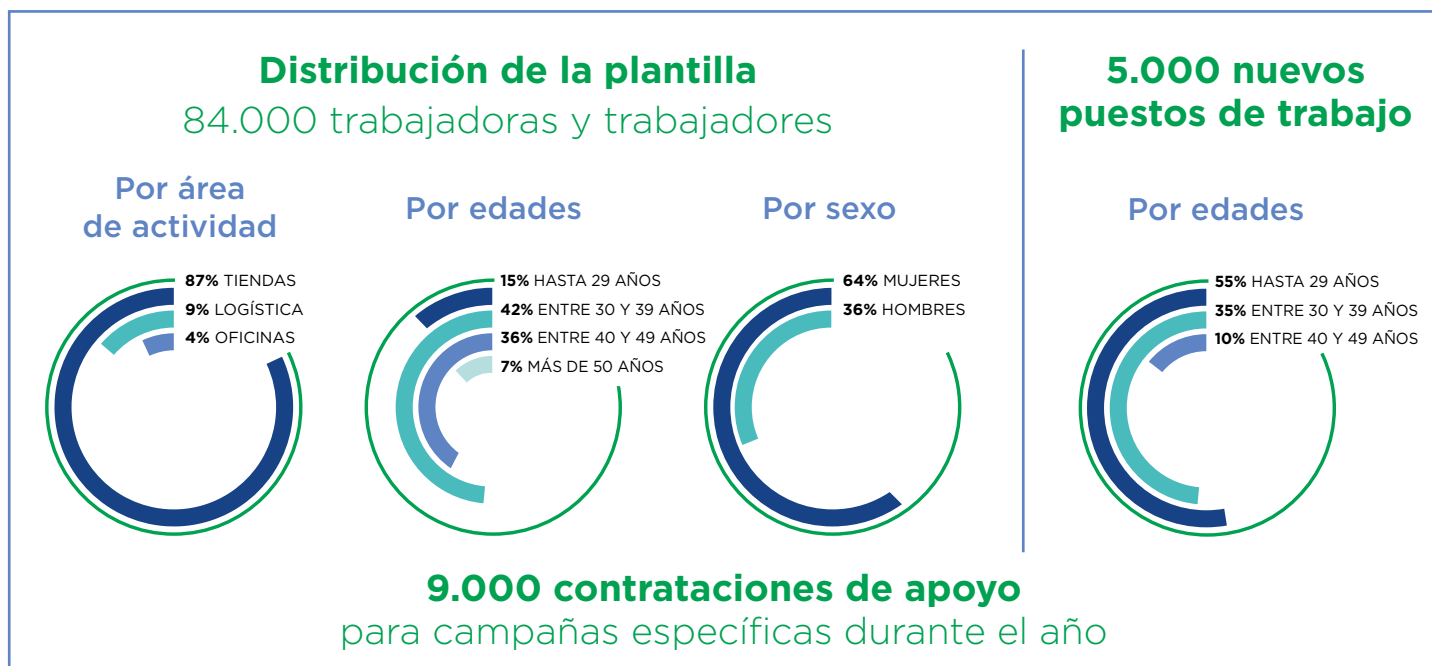 Distribución de la plantilla
84.000 trabajadoras y trabajadores
Por área
de actividad
87% TIENDAS
9% LOGÍSTICA
4% OFICINAS
Por edades
15% HASTA 29 AÑOS
42% ENTRE 30 Y 39 AÑOS
36% ENTRE 40 Y 49 AÑOS
7% MÁS DE 50 AÑOS
Por sexo
64% MUJERES
36% HOMBRES
5.000 nuevos
puestos de trabajo
Por edades
55% HASTA 29 AÑOS
35% ENTRE 30 Y 39 AÑOS
10% ENTRE 40 Y 49 AÑOS
9.000 contrataciones de apoyo
para campañas específicas durante el año